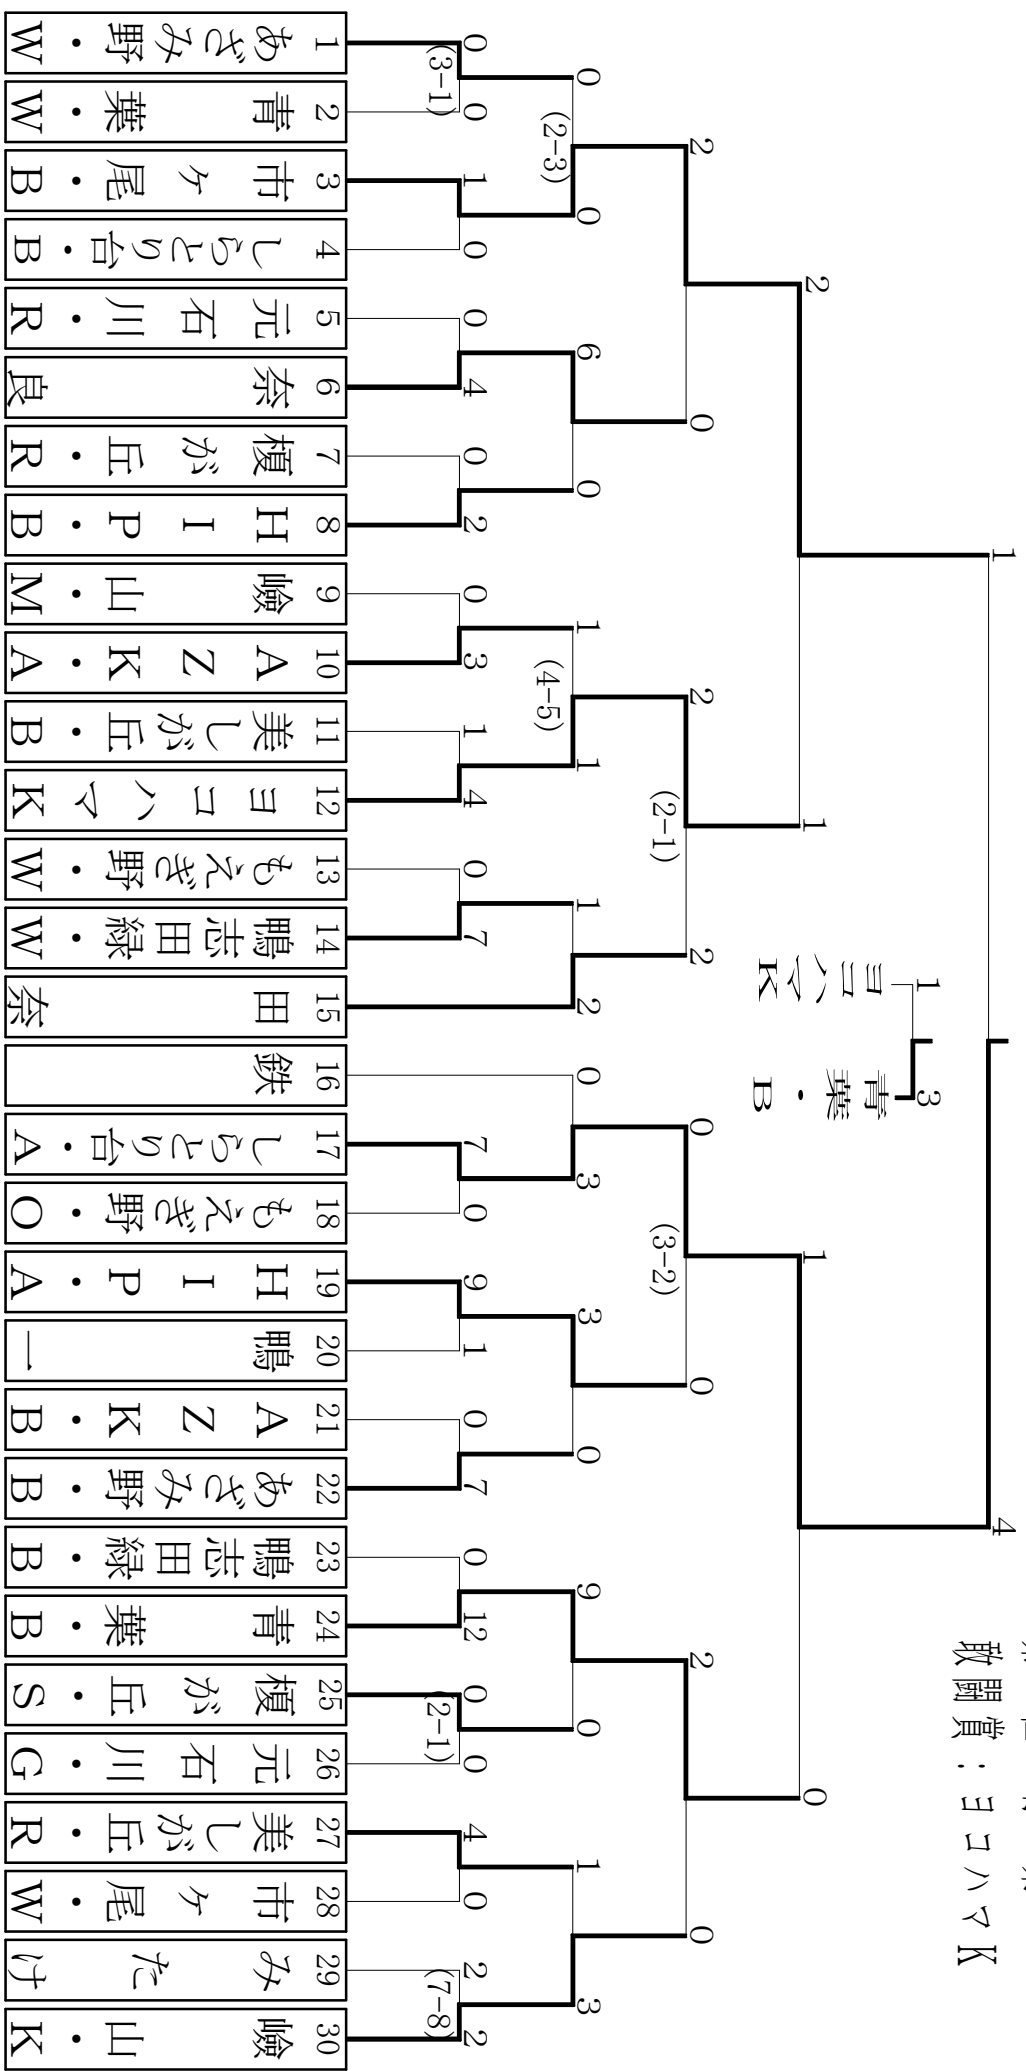 1 あざみ野・W
2 青葉・W
3 市ヶ尾・B
4 しらとり台・B
5 元石川・R
6 奈良
7 榎が丘・R
8 HIP・B
9 嶮山・M
10 AZK・A
11 美しが丘・B
12 ヨコハマK
13 もえぎ野・W
14 鴨志田緑・W
15 田奈
16 鉄
17 しらとり台・A
18 もえぎ野・O
19 HIP・A
20 鴨一
21 AZK・B
22 あざみ野・B
23 鴨志田緑・B
24 青葉・B
25 榎が丘・S
26 元石川・G
27 美しが丘・R
28 市ヶ尾・W
29 みたけ
30 嶮山・K
0 (3-1) 0
1 0
0 4
0 2
0 3
1 4
0 7
7 0
9 1
0 7
0 12
0 (2-1) 0
4 0
2 (7-8) 2
0 (2-3) 0
6 0
1 (4-5) 1
1 2
0 3
3 0
9 0
1 3
2 0
2 (2-1) 2
0 (3-2) 0
2 0
2 1
1 0
1 4
1 3
ヨコハマK
青葉・B
敢闘賞：ヨコハマK